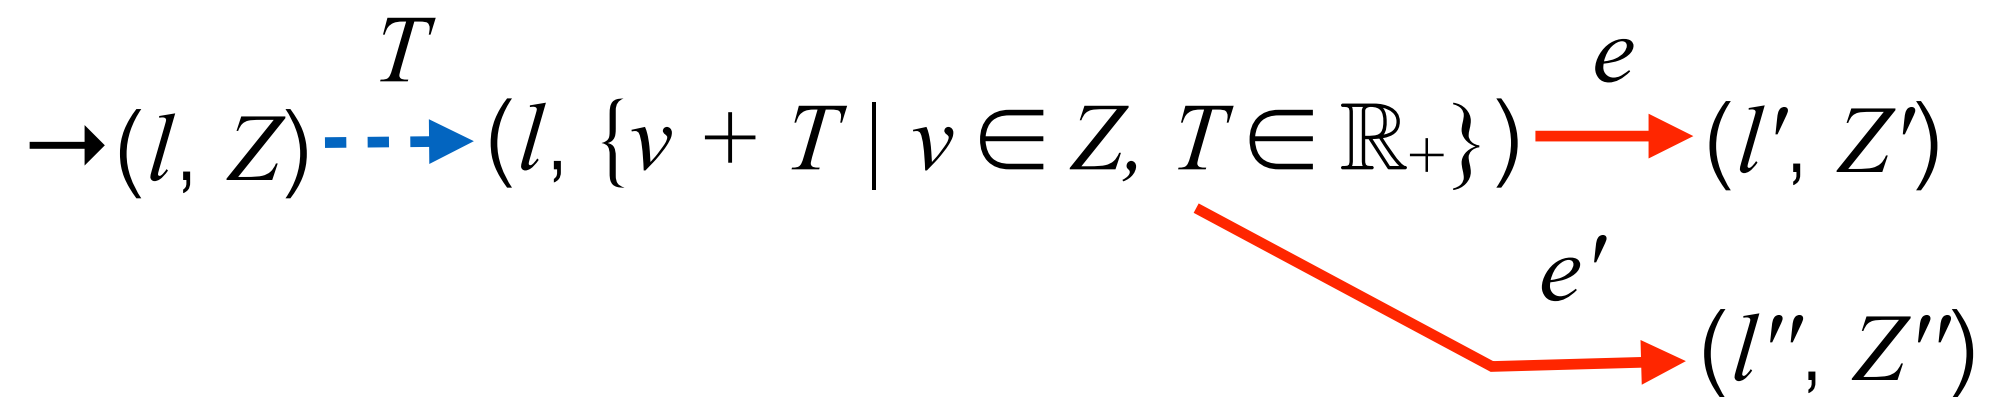 T e
→(l, Z) (l, {v + T | v ∈ Z, T ∈ ℝ₊}) (l′, Z′)
e′
(l″, Z″)